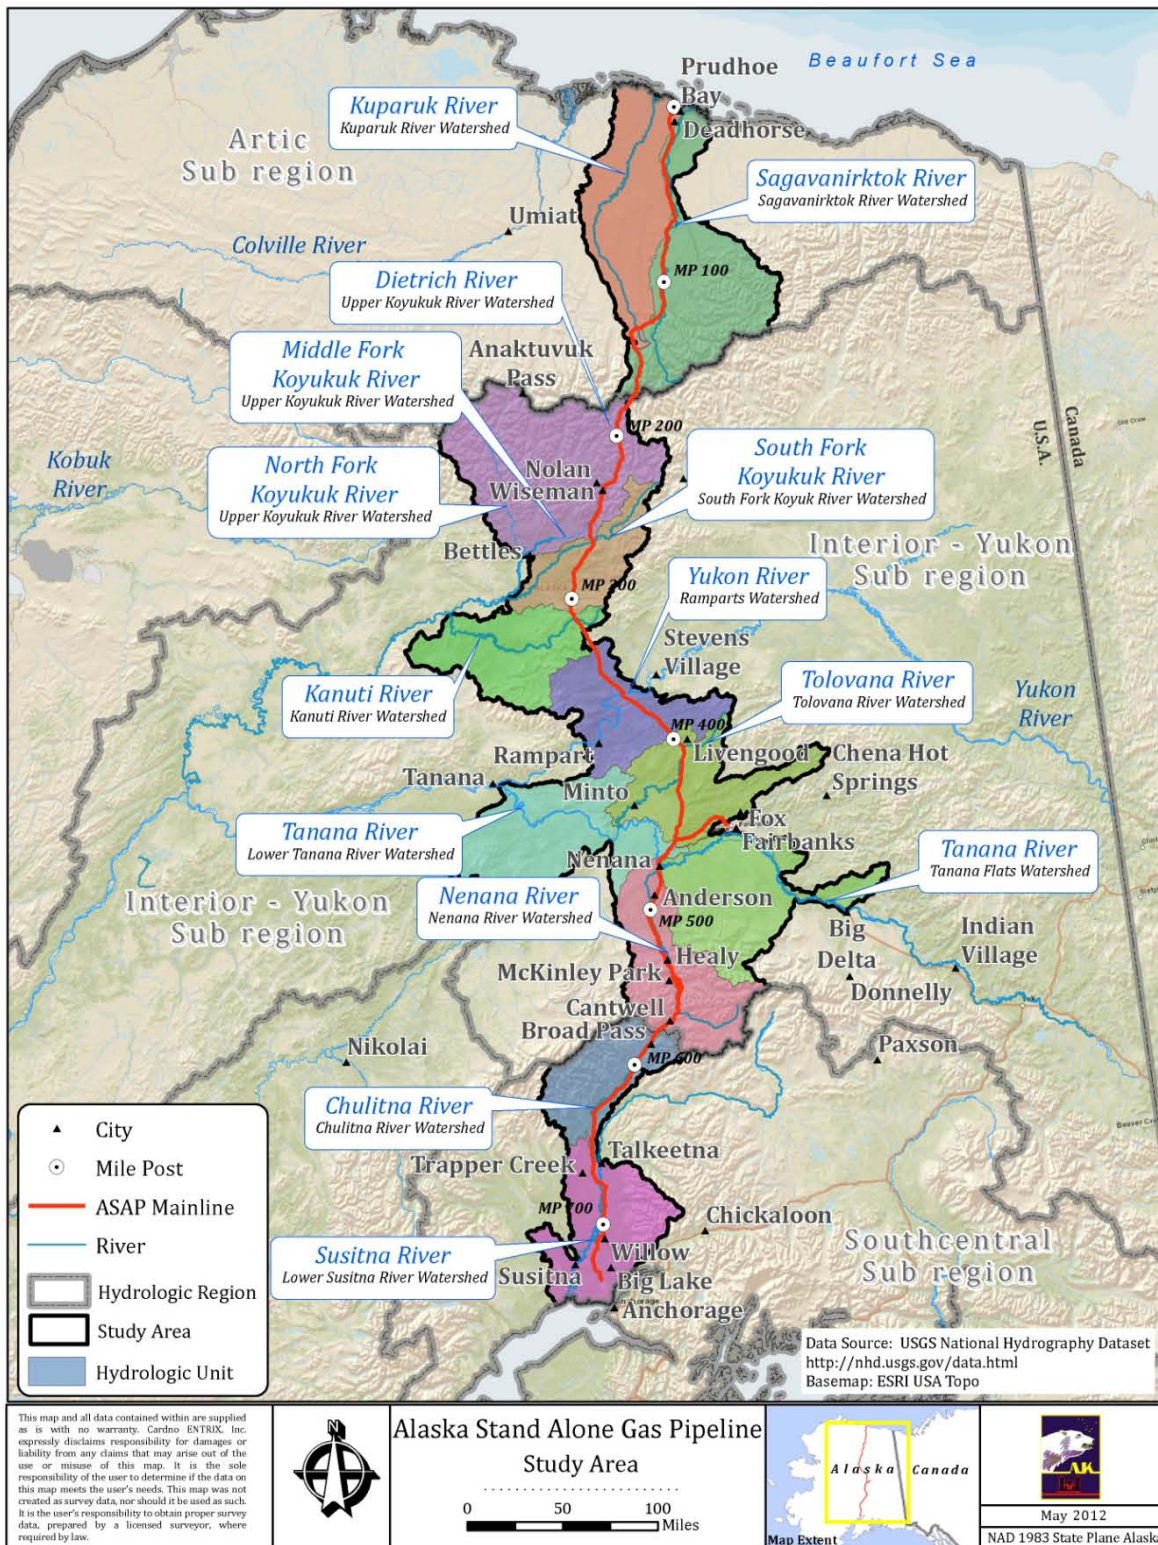 Beaufort Sea
Prudhoe
Bay
Deadhorse
Kuparuk River
Kuparuk River Watershed
Artic
Sub region
Sagavanirktok River
Sagavanirktok River Watershed
Umiat
Colville River
MP 100
Dietrich River
Upper Koyukuk River Watershed
Middle Fork
Koyukuk River
Upper Koyukuk River Watershed
Anaktuvuk
Pass
Canada
U.S.A.
MP 200
Kobuk
River
North Fork
Koyukuk River
Upper Koyukuk River Watershed
Nolan
Wiseman
South Fork
Koyukuk River
South Fork Koyuk River Watershed
Bettles
Interior - Yukon
Sub region
MP 300
Yukon River
Ramparts Watershed
Stevens
Village
Kanuti River
Kanuti River Watershed
Tolovana River
Tolovana River Watershed
Yukon
River
MP 400
Rampart
Livengood
Chena Hot
Springs
Tanana
Minto
Fox
Fairbanks
Tanana River
Lower Tanana River Watershed
Nenana
Tanana River
Tanana Flats Watershed
Nenana River
Nenana River Watershed
Anderson
MP 500
Interior - Yukon
Sub region
Big
Delta
Indian
Village
Healy
McKinley Park
Donnelly
Cantwell
Broad Pass
Nikolai
MP 600
Paxson
Chulitna River
Chulitna River Watershed
Talkeetna
Trapper Creek
MP 700
Chickaloon
Susitna River
Lower Susitna River Watershed
Willow
Susitna
Big Lake
Anchorage
Southcentral
Sub region
City
Mile Post
ASAP Mainline
River
Hydrologic Region
Study Area
Hydrologic Unit
Data Source: USGS National Hydrography Dataset
http://nhd.usgs.gov/data.html
Basemap: ESRI USA Topo
This map and all data contained within are supplied
as is with no warranty. Cardno ENTRIX, Inc.
expressly disclaims responsibility for damages or
liability from any claims that may arise out of the
use or misuse of this map. It is the sole
responsibility of the user to determine if the data on
this map meets the user's needs. This map was not
created as survey data, nor should it be used as such.
It is the user's responsibility to obtain proper survey
data, prepared by a licensed surveyor, where
required by law.
N
Alaska Stand Alone Gas Pipeline
Study Area
0 50 100
Miles
Alaska Canada
Map Extent
AK
May 2012
NAD 1983 State Plane Alaska